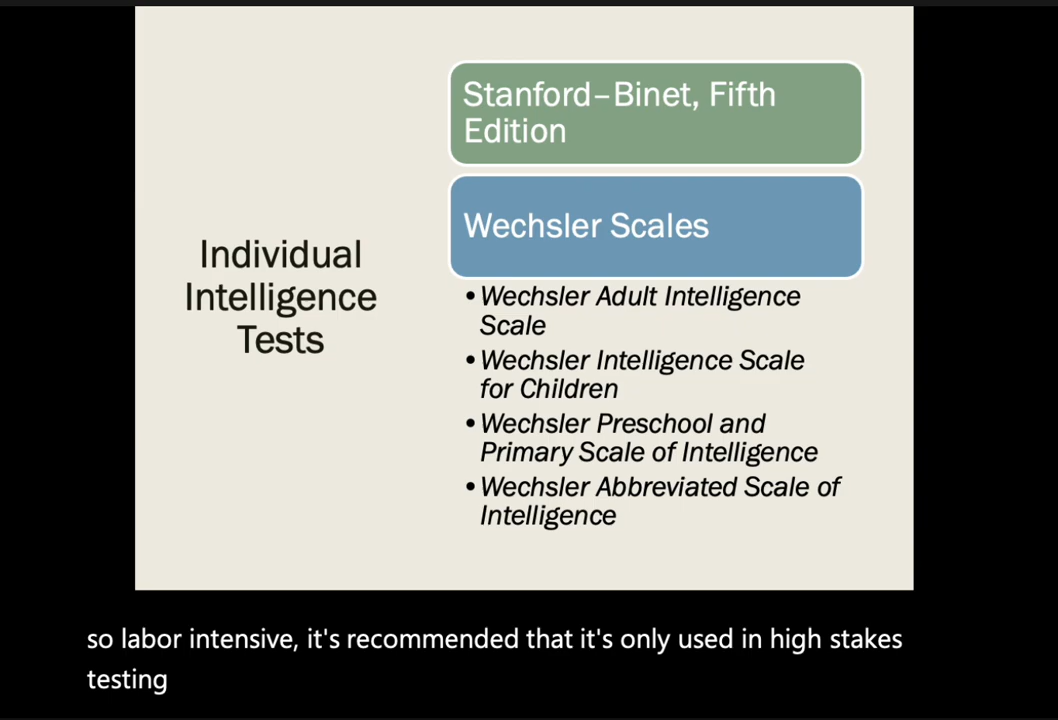 Individual
Intelligence
Tests
Stanford–Binet, Fifth
Edition
Wechsler Scales
• Wechsler Adult Intelligence
Scale
• Wechsler Intelligence Scale
for Children
• Wechsler Preschool and
Primary Scale of Intelligence
• Wechsler Abbreviated Scale of
Intelligence
so labor intensive, it's recommended that it's only used in high stakes
testing